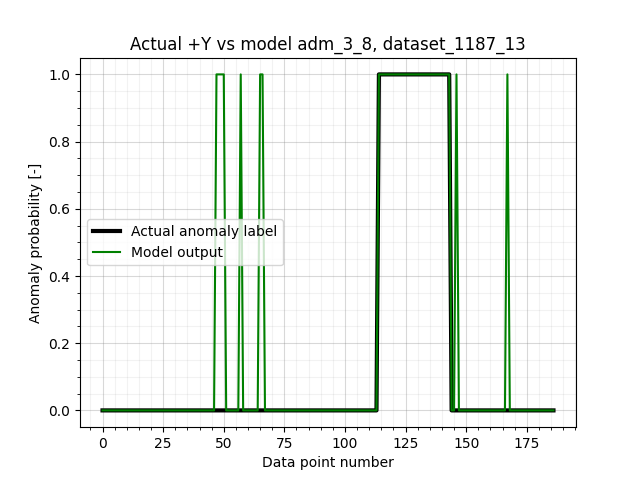 Actual +Y vs model adm_3_8, dataset_1187_13
1.0
0.8
0.6
0.4
0.2
0.0
Anomaly probability [-]
Actual anomaly label
Model output
0 25 50 75 100 125 150 175
Data point number